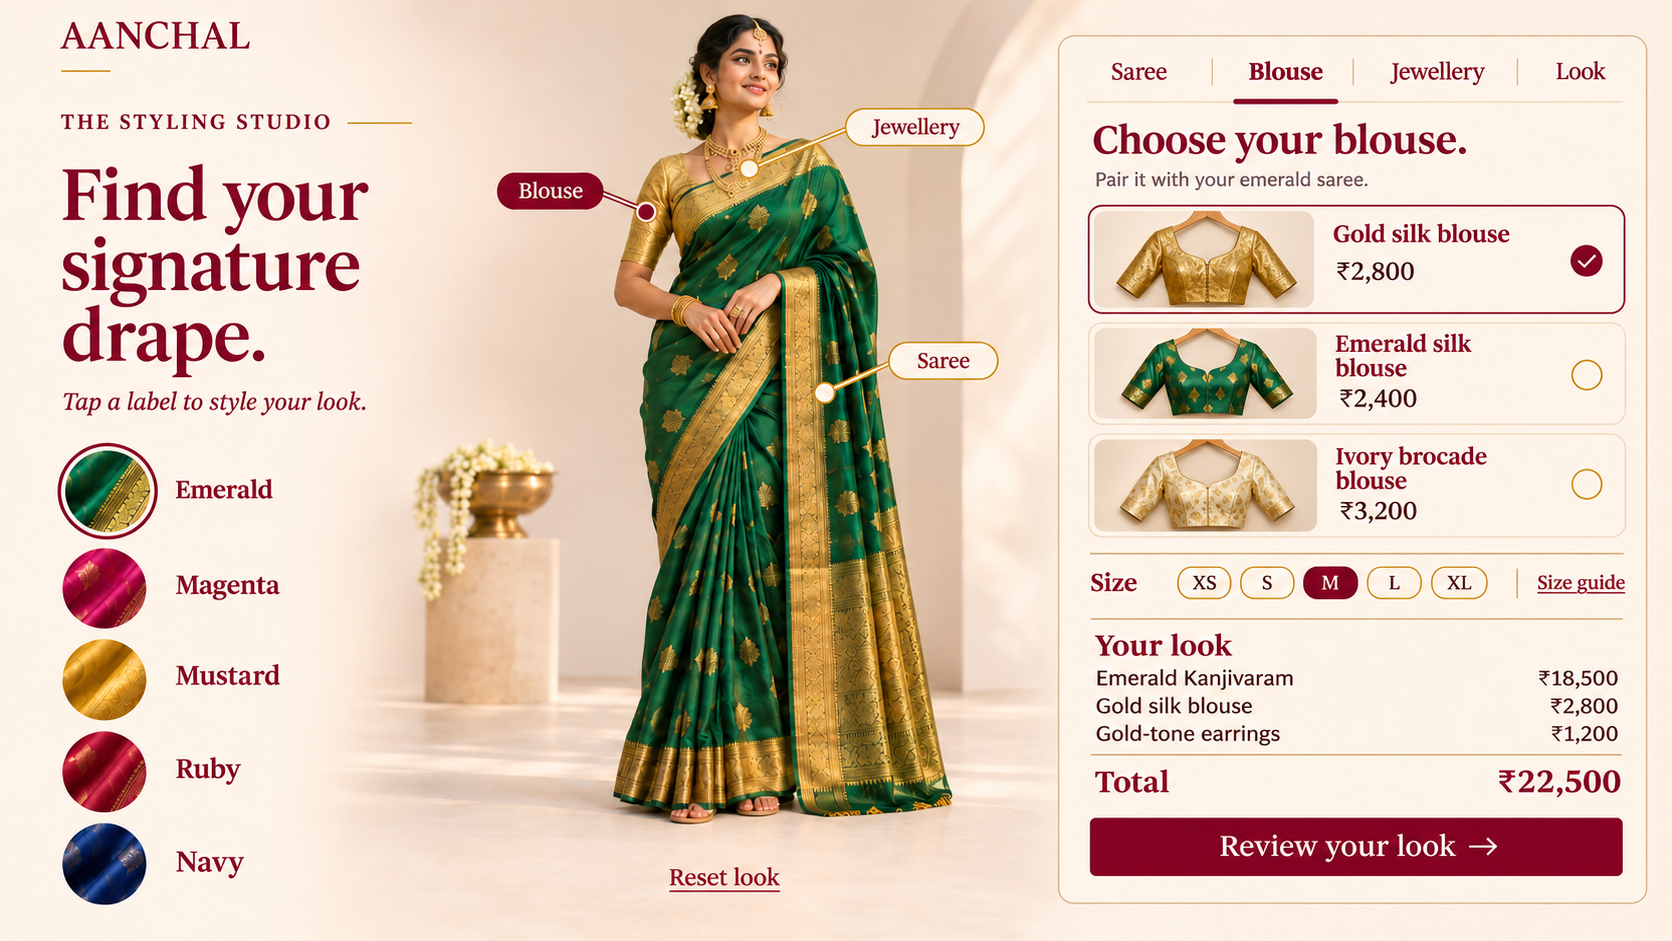 AANCHAL
THE STYLING STUDIO
Find your
signature
drape.
Tap a label to style your look.
Emerald
Magenta
Mustard
Ruby
Navy
Jewellery
Blouse
Saree
Reset look
Saree
Blouse
Jewellery
Look
Choose your blouse.
Pair it with your emerald saree.
Gold silk blouse
₹2,800
Emerald silk
blouse
₹2,400
Ivory brocade
blouse
₹3,200
Size
XS
S
M
L
XL
Size guide
Your look
Emerald Kanjivaram ₹18,500
Gold silk blouse ₹2,800
Gold-tone earrings ₹1,200
Total ₹22,500
Review your look →